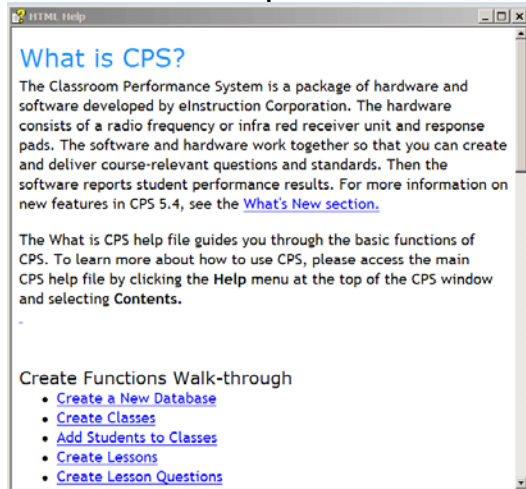 HTML Help
What is CPS?
The Classroom Performance System is a package of hardware and
software developed by eInstruction Corporation. The hardware
consists of a radio frequency or infra red receiver unit and response
pads. The software and hardware work together so that you can create
and deliver course-relevant questions and standards. Then the
software reports student performance results. For more information on
new features in CPS 5.4, see the What's New section.
The What is CPS help file guides you through the basic functions of
CPS. To learn more about how to use CPS, please access the main
CPS help file by clicking the Help menu at the top of the CPS window
and selecting Contents.
Create Functions Walk-through
• Create a New Database
• Create Classes
• Add Students to Classes
• Create Lessons
• Create Lesson Questions